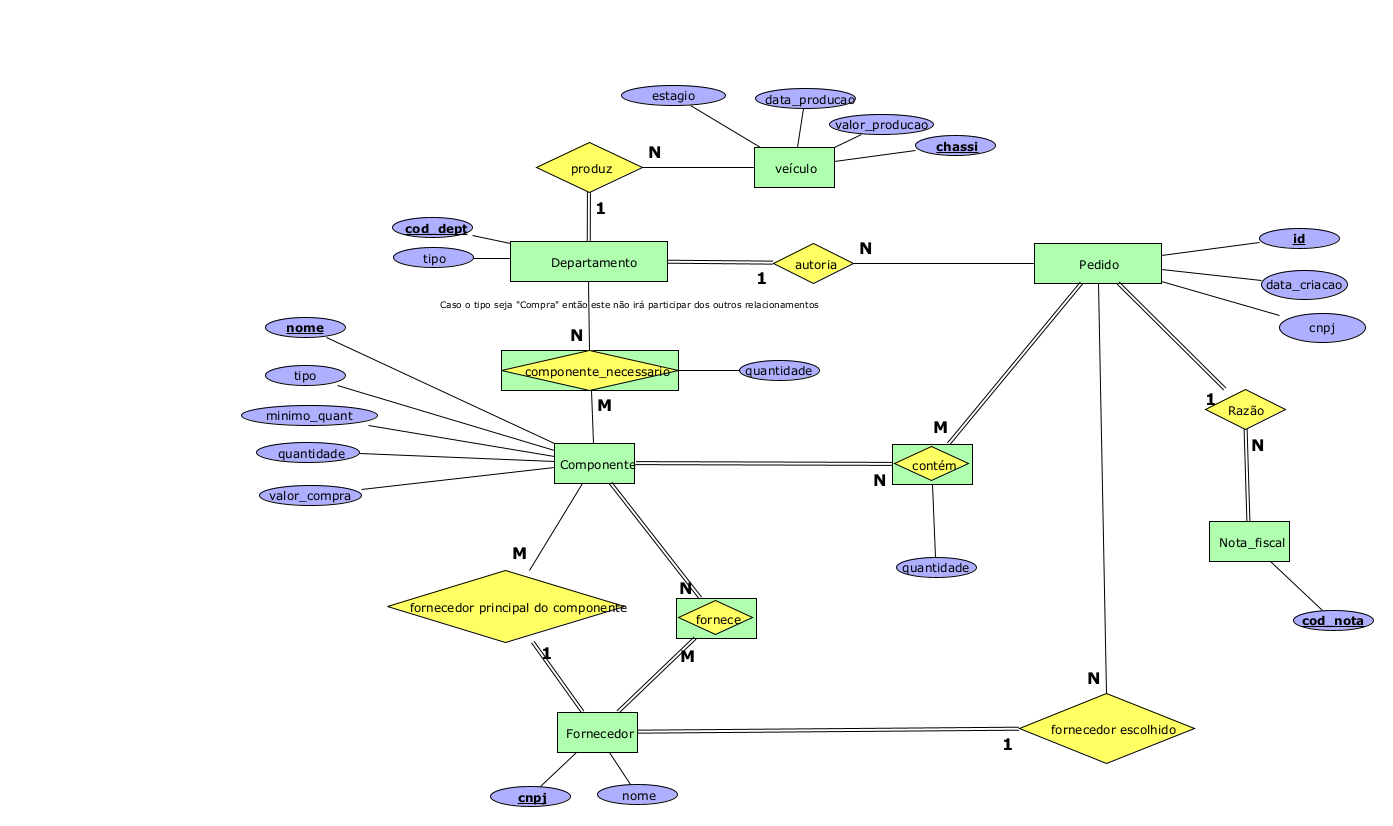 estagio
data_producao
valor_producao
chassi
N
produz
veículo
1
cod_dept
tipo
Departamento
1
autoria
N
Pedido
id
data_criacao
cnpj
Caso o tipo seja "Compra" então este não irá participar dos outros relacionamentos
nome
N
tipo
componente_necessario
quantidade
minimo_quant
M
1
Razão
quantidade
M
N
valor_compra
Componente
contém
N
quantidade
Nota_fiscal
M
N
fornecedor principal do componente
fornece
cod_nota
1
M
N
Fornecedor
fornecedor escolhido
1
cnpj
nome